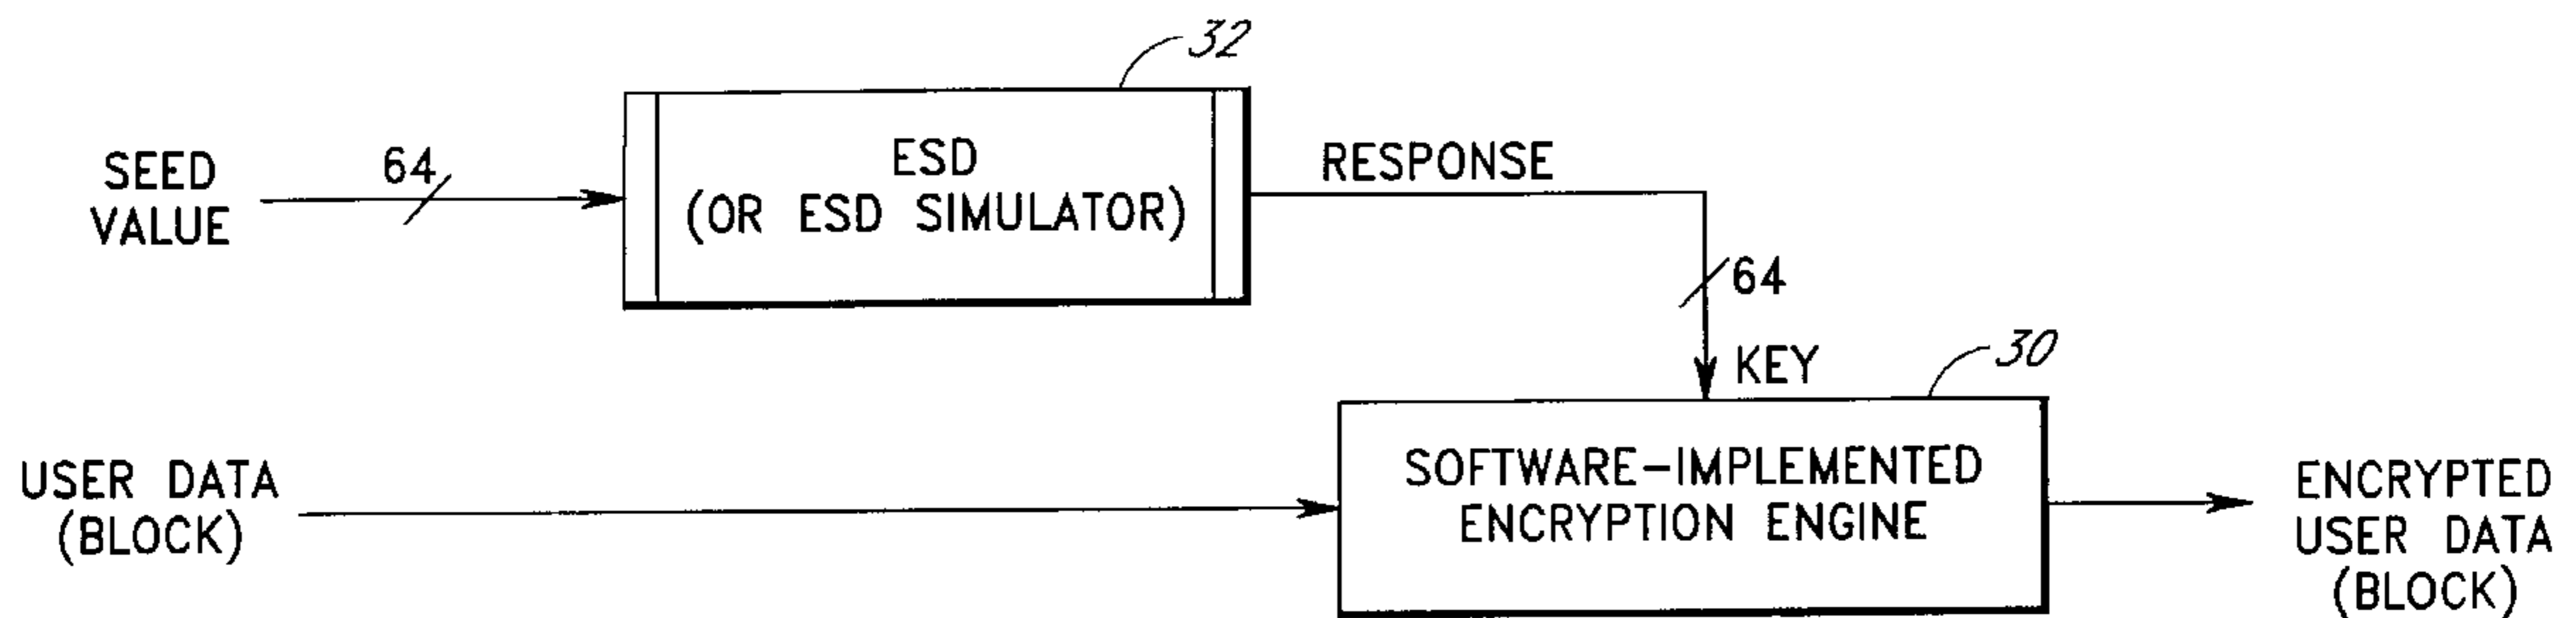 32
SEED
VALUE
64
ESD
(OR ESD SIMULATOR)
RESPONSE
64
KEY
30
USER DATA
(BLOCK)
SOFTWARE-IMPLEMENTED
ENCRYPTION ENGINE
ENCRYPTED
USER DATA
(BLOCK)